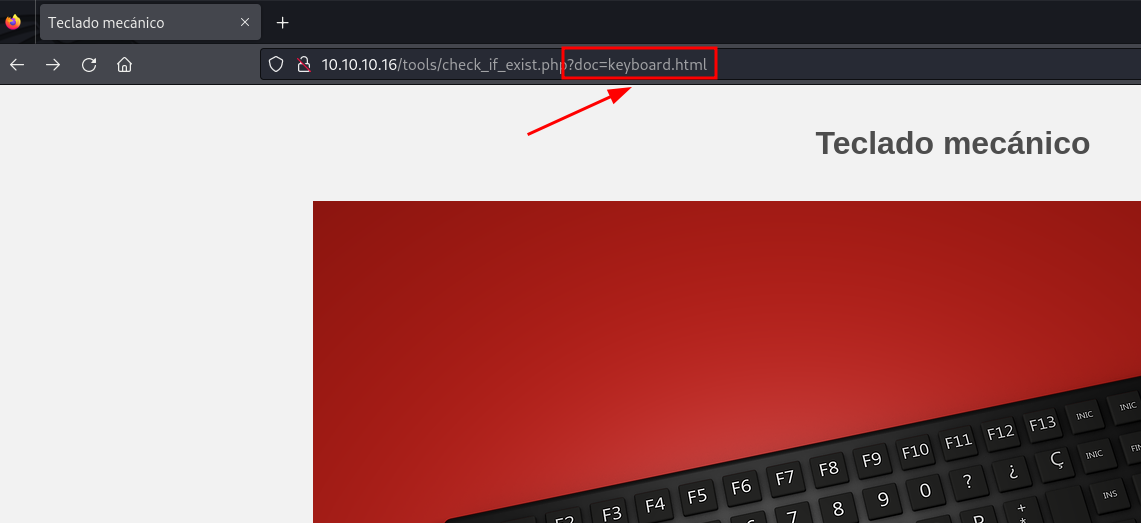 Teclado mecánico
10.10.10.16/tools/check_if_exist.php?doc=keyboard.html
Teclado mecánico
F2 F3 F4 F5 F6 F7 F8 F9 F10 F11 F12 F13 INIC INIC
7 8 9 0 ? ¿ Ç INIC FIN
P + * INS